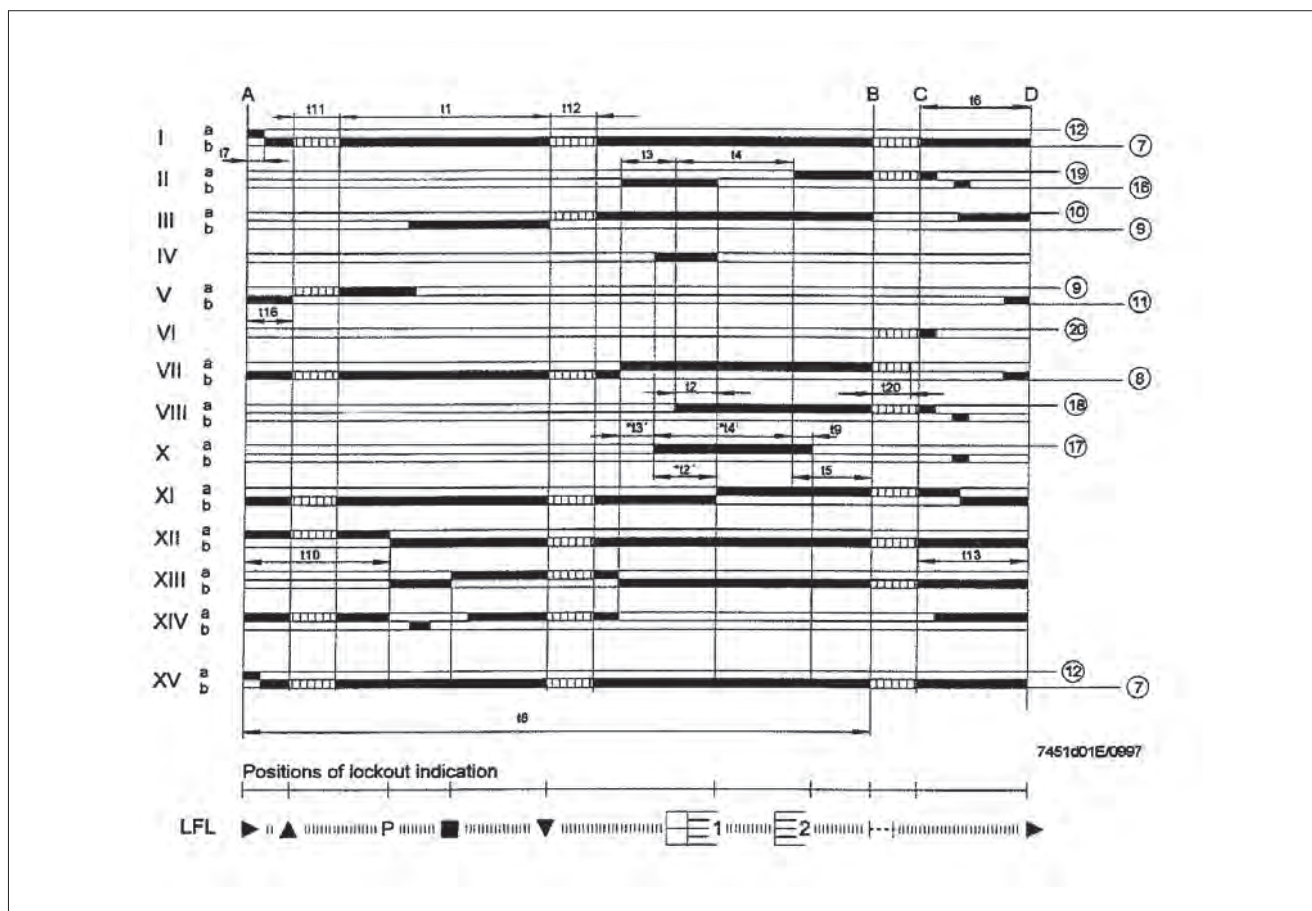 A B C D
t11 t1 t12 t6
I a 12
b 7
t7
t3 t4
II a 19
b 16
III a 10
b 9
IV
V a 9
b 11
t16
VI 20
VII a
b 8
t2 t20
VIII a 18
b
"t3" "t4" t9
X a 17
b
"t2" t5
XI a
b
XII a
b
t10 t13
XIII a
b
XIV a
b
XV a 12
b 7
t8
7451d01E/0997
Positions of lockout indication
LFL P 1 2